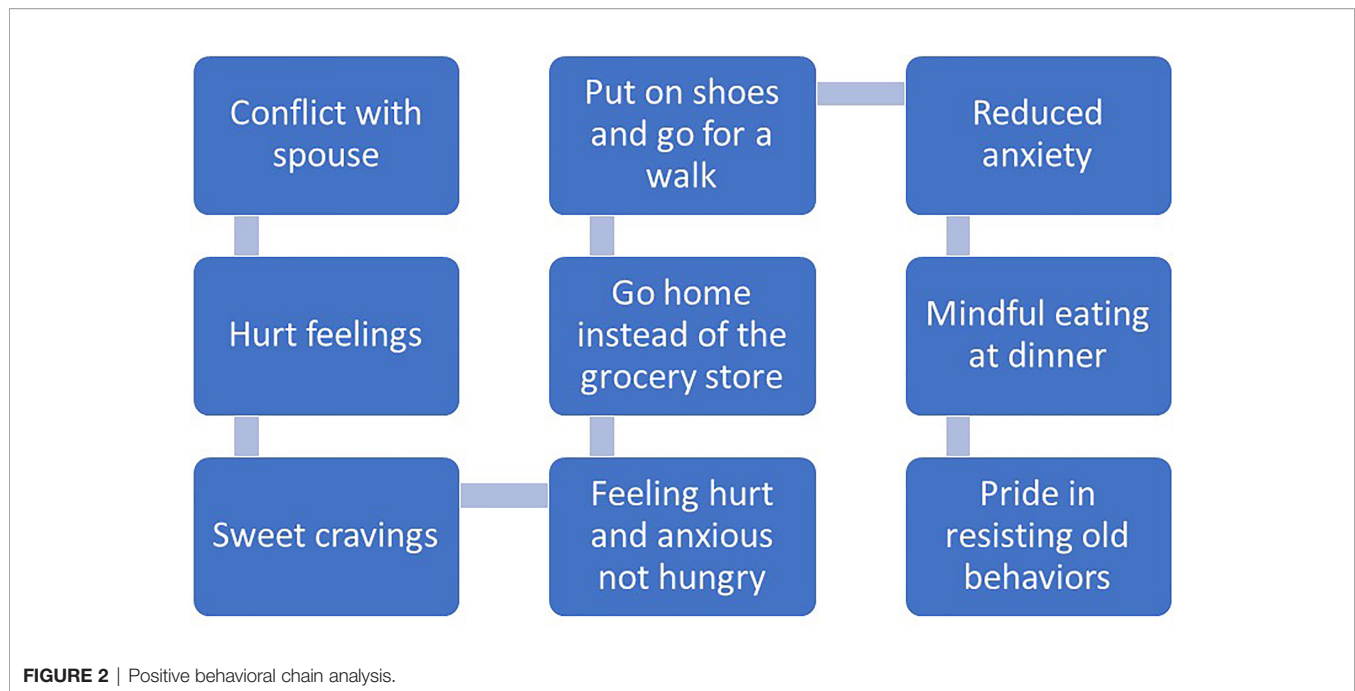 Conflict with
spouse
Hurt feelings
Sweet cravings
Feeling hurt
and anxious
not hungry
Go home
instead of the
grocery store
Put on shoes
and go for a
walk
Reduced
anxiety
Mindful eating
at dinner
Pride in
resisting old
behaviors
FIGURE 2 | Positive behavioral chain analysis.